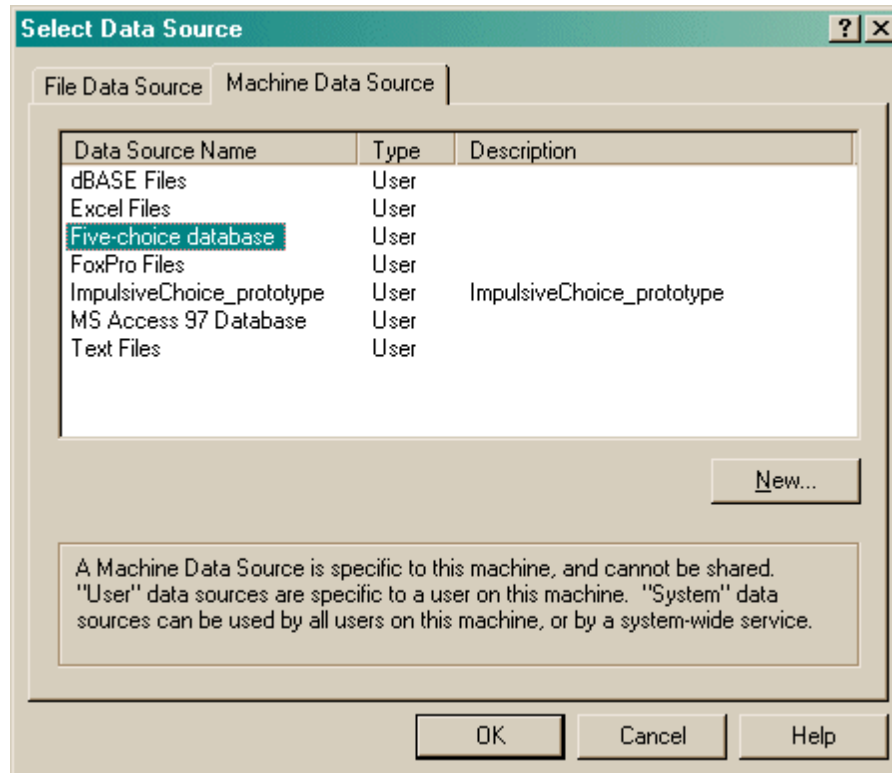 Select Data Source
File Data Source Machine Data Source
Data Source Name Type Description
dBASE Files User
Excel Files User
Five-choice database User
FoxPro Files User
ImpulsiveChoice_prototype User ImpulsiveChoice_prototype
MS Access 97 Database User
Text Files User
New...
A Machine Data Source is specific to this machine, and cannot be shared.
"User" data sources are specific to a user on this machine. "System" data
sources can be used by all users on this machine, or by a system-wide service.
OK Cancel Help